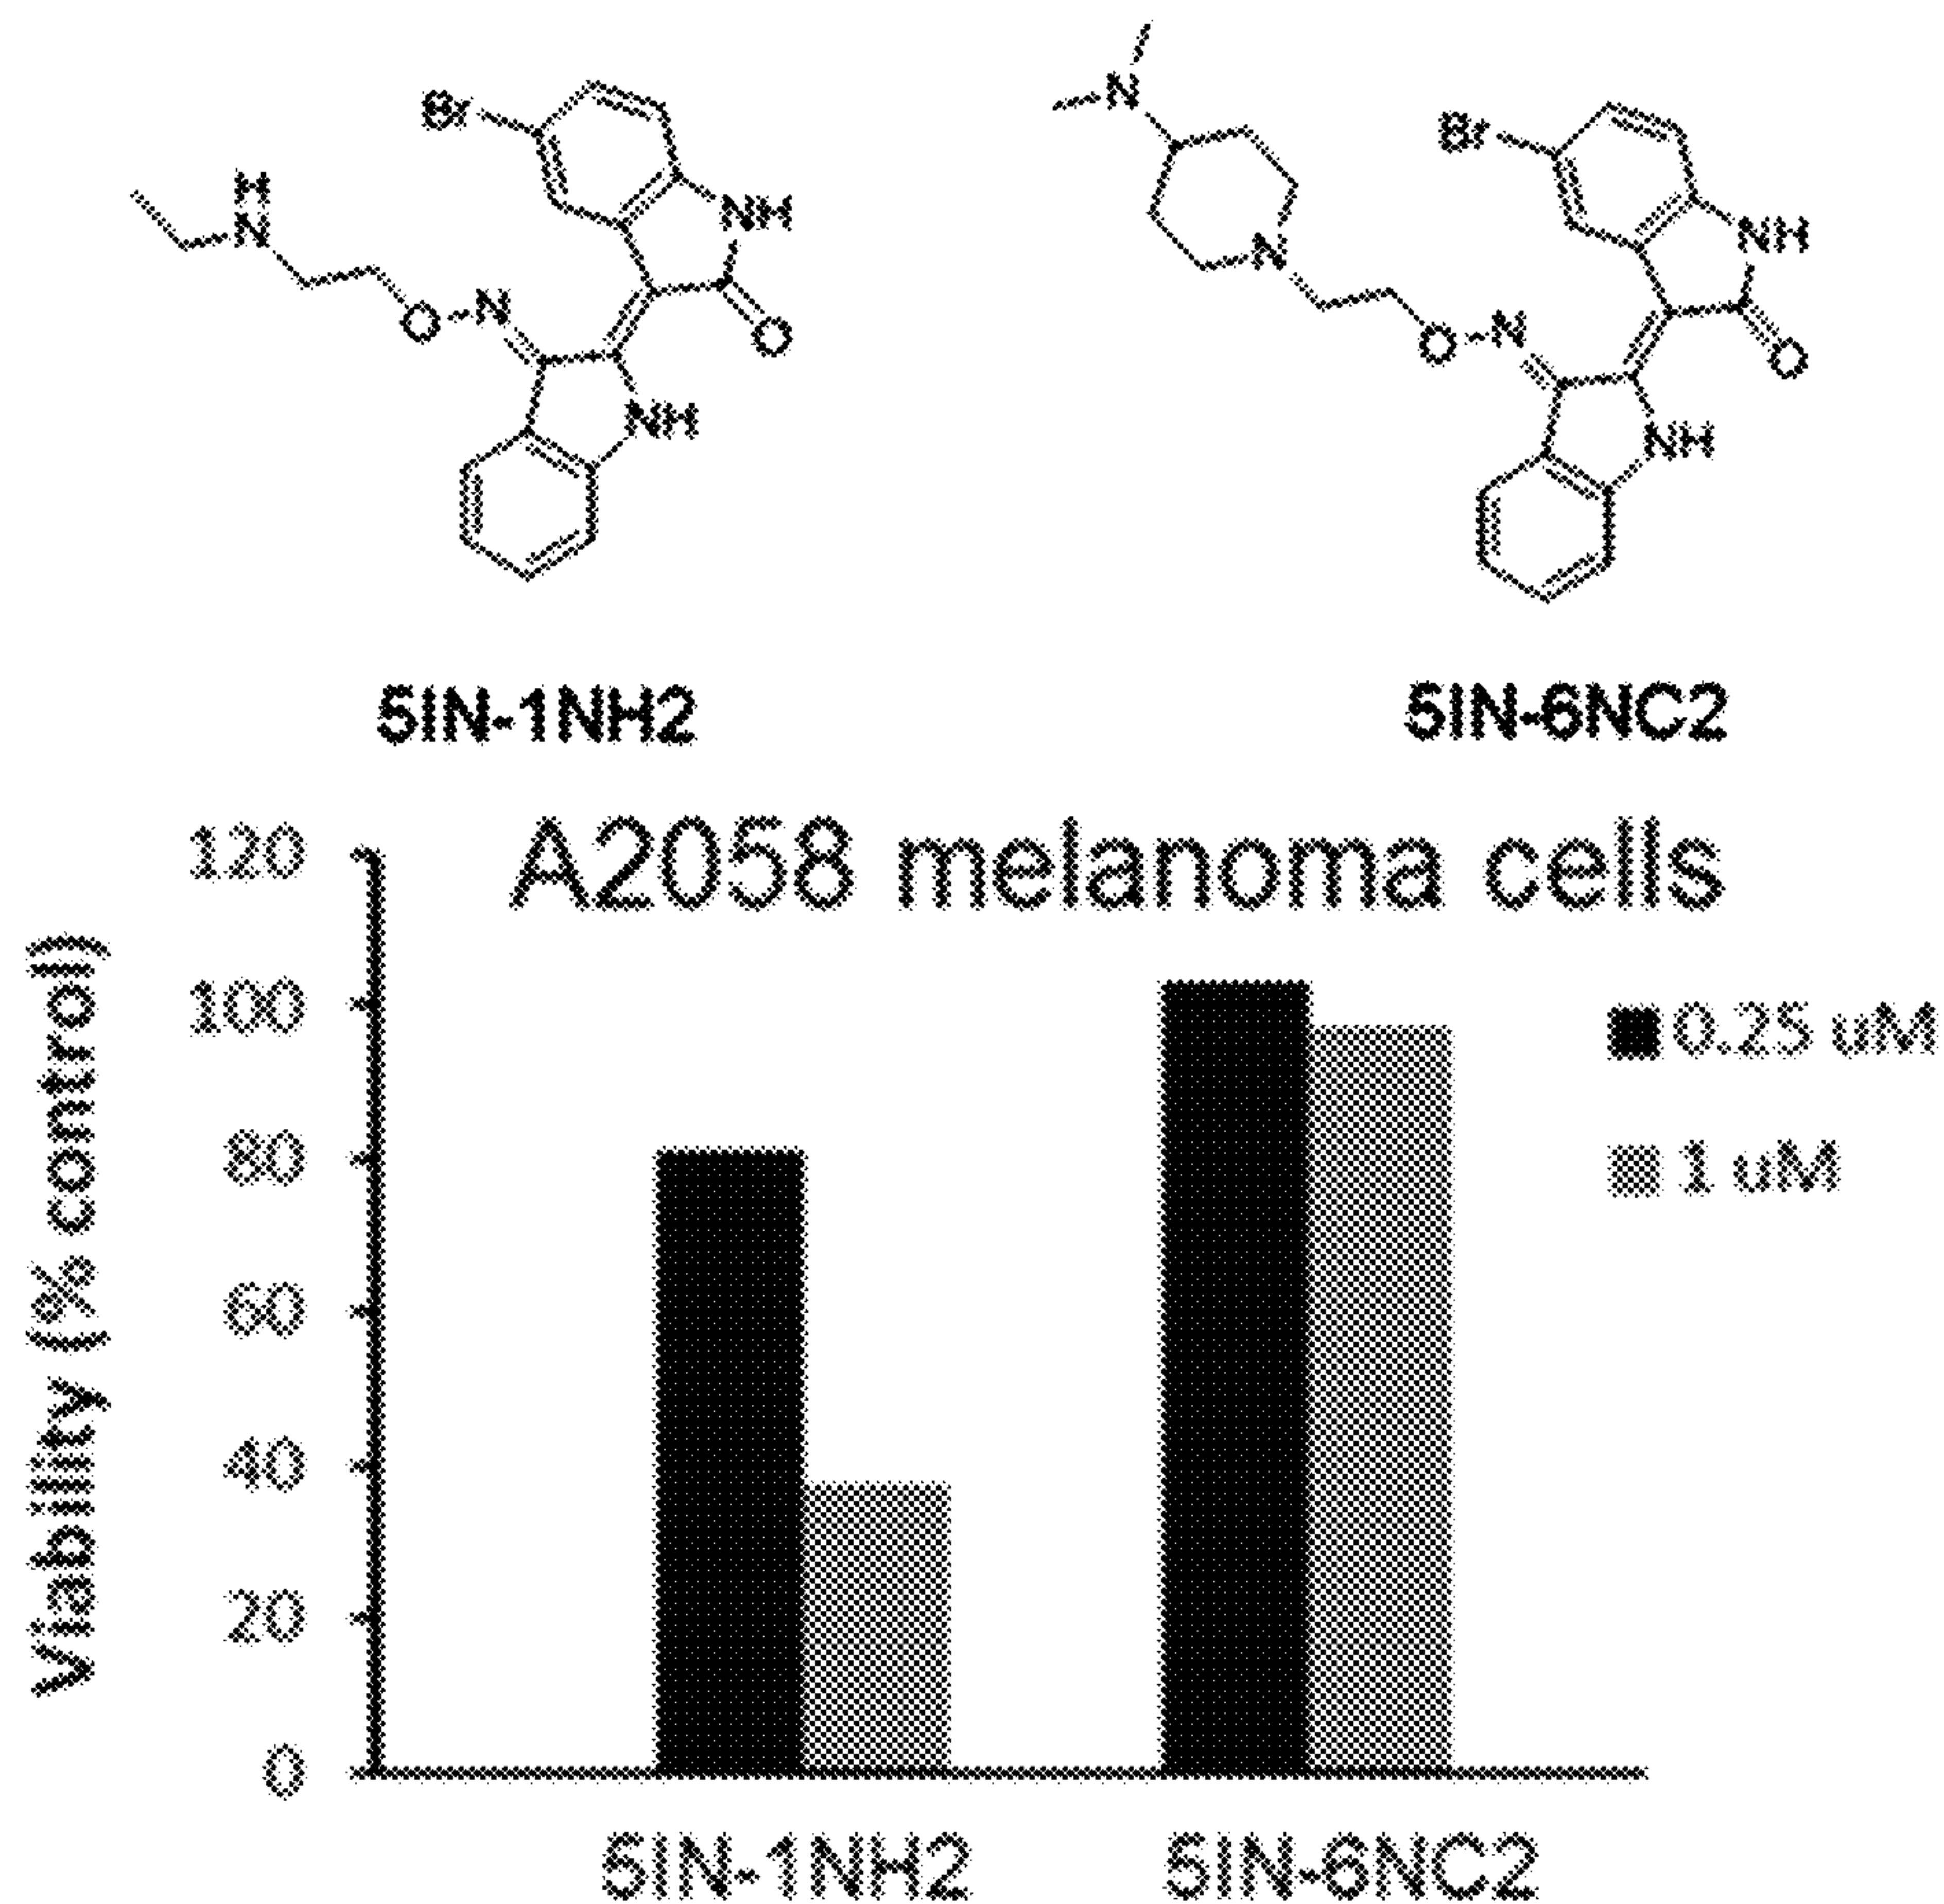 Br
H
N
NH
O
N
O
NH
N
Br
N
NH
O
N
O
NH
5IN-1NH2
5IN-6NC2
A2058 melanoma cells
Viability (% control)
120
100
80
60
40
20
0
0.25 uM
1 uM
5IN-1NH2
5IN-6NC2